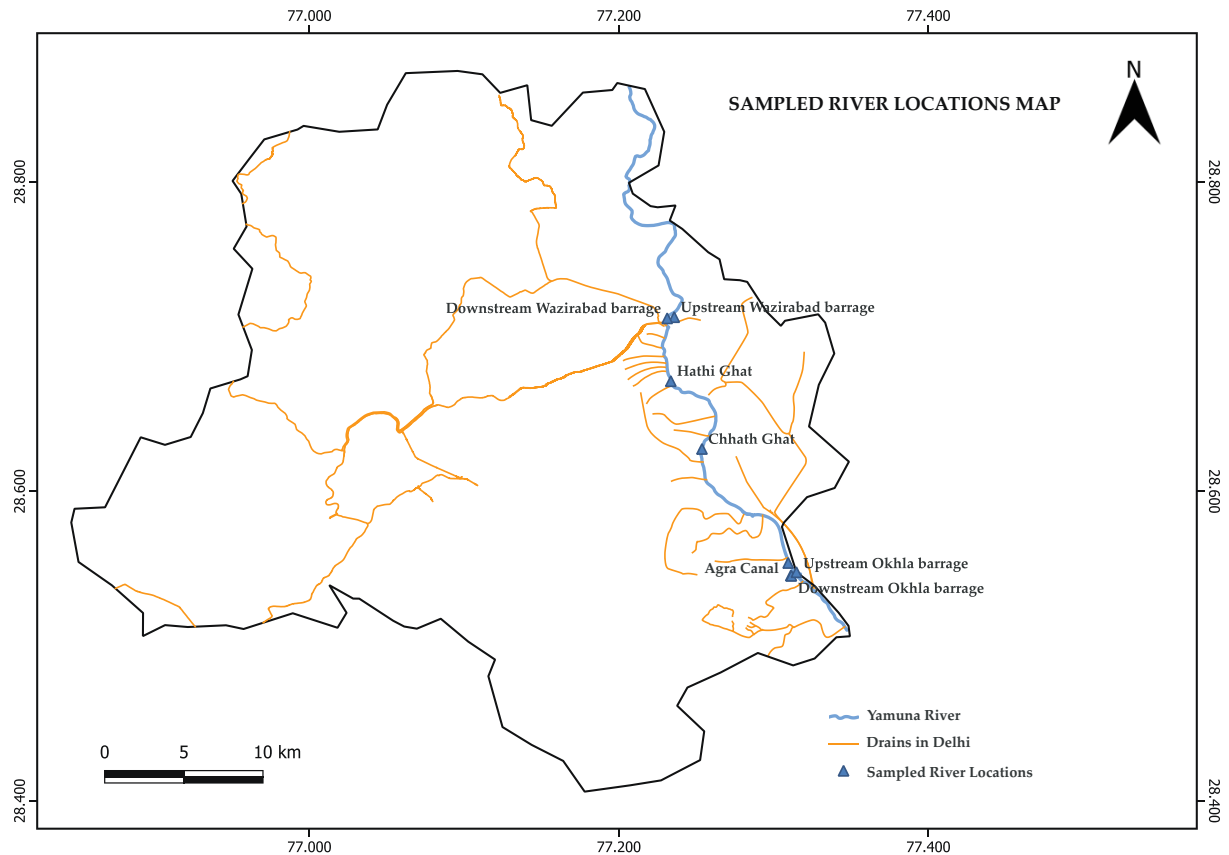 77.000
77.200
77.400
N
SAMPLED RIVER LOCATIONS MAP
28.800
28.800
Downstream Wazirabad barrage
Upstream Wazirabad barrage
Hathi Ghat
Chhath Ghat
28.600
28.600
Agra Canal
Upstream Okhla barrage
Downstream Okhla barrage
Yamuna River
Drains in Delhi
Sampled River Locations
0 5 10 km
28.400
28.400
77.000
77.200
77.400